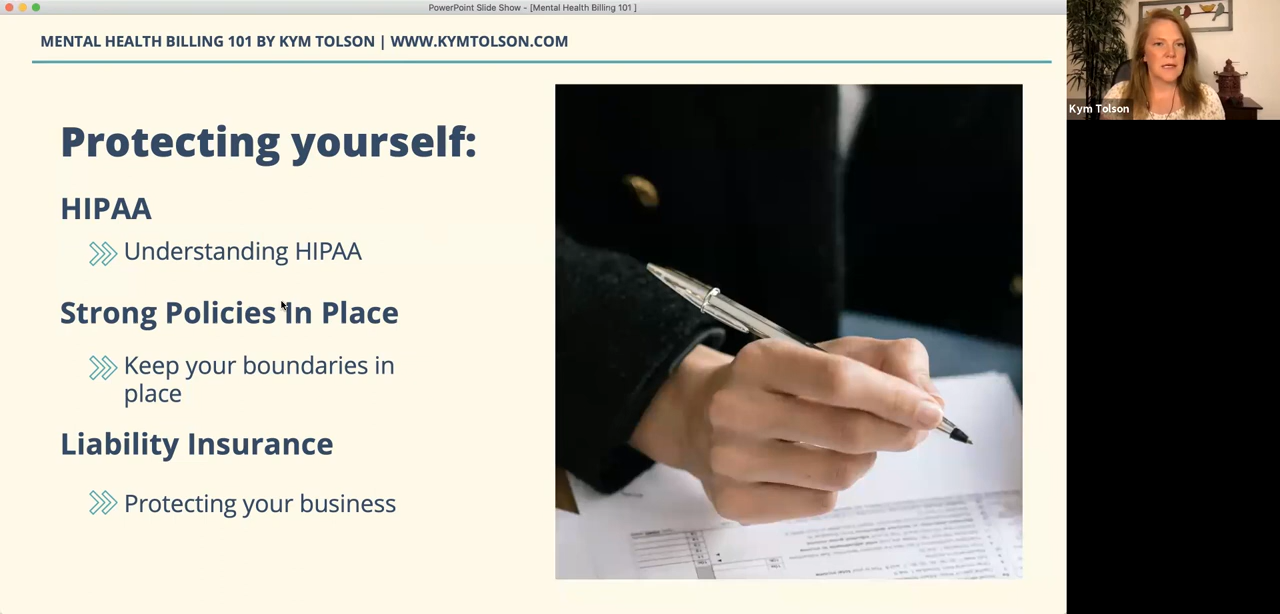 PowerPoint Slide Show - [Mental Health Billing 101 ]
MENTAL HEALTH BILLING 101 BY KYM TOLSON | WWW.KYMTOLSON.COM
Kym Tolson
Protecting yourself:
HIPAA
Understanding HIPAA
Strong Policies In Place
Keep your boundaries in
place
Liability Insurance
Protecting your business